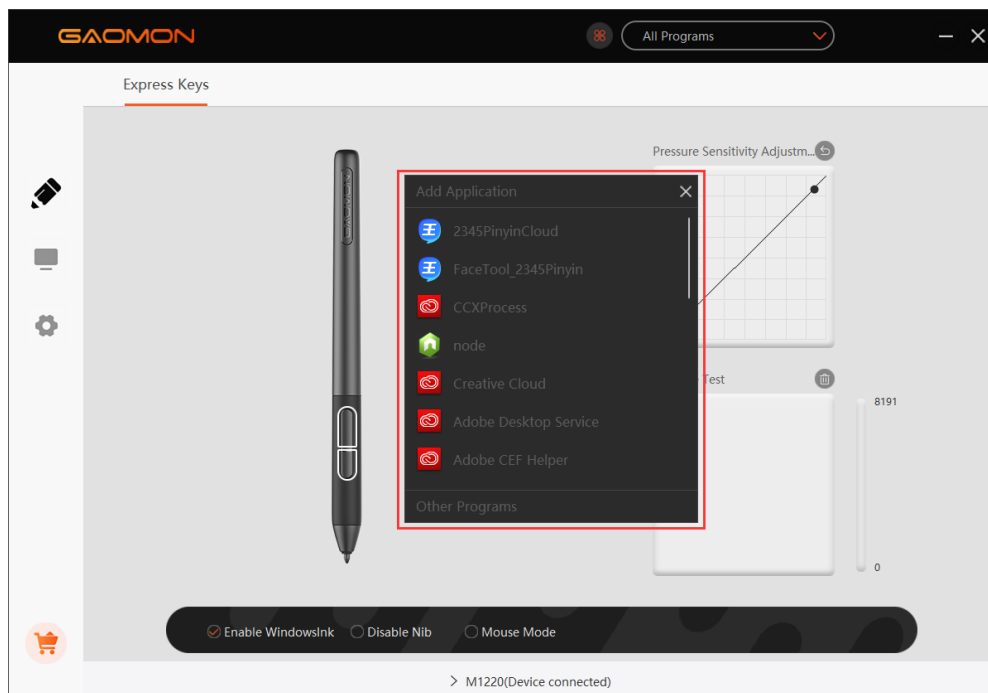 GAOMON
All Programs
Express Keys
Pressure Sensitivity Adjustm...
Add Application
2345PinyinCloud
FaceTool_2345Pinyin
CCXProcess
node
Creative Cloud
Adobe Desktop Service
Adobe CEF Helper
Other Programs
Test
8191
0
GAOMON
Enable WindowsInk
Disable Nib
Mouse Mode
M1220(Device connected)